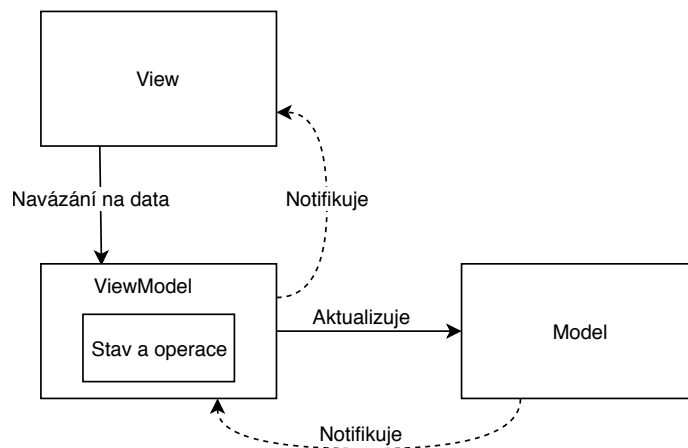 View
Navázání na data
Notifikuje
ViewModel
Stav a operace
Aktualizuje
Model
Notifikuje